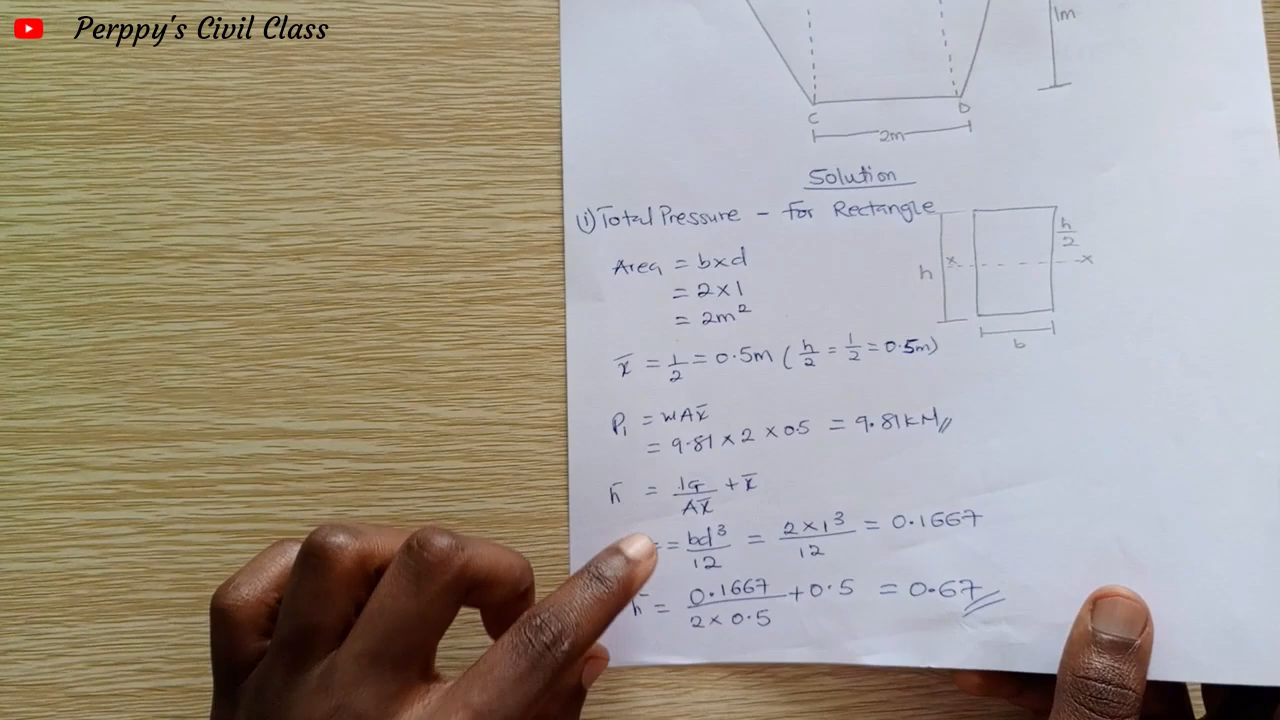 Perppy's Civil Class
1m
C
D
2m
Solution
(i) Total Pressure - For Rectangle
Area = b×d
= 2×1
= 2m²
h
x
x
h/2
b
x̄ = 1/2 = 0.5m (h/2 = 1/2 = 0.5m)
P₁ = wAx̄
= 9.81 × 2 × 0.5 = 9.81KN
h̄ = IG/Ax̄ + x̄
= bd³/12 = 2×1³/12 = 0.1667
h̄ = 0.1667/2×0.5 + 0.5 = 0.67